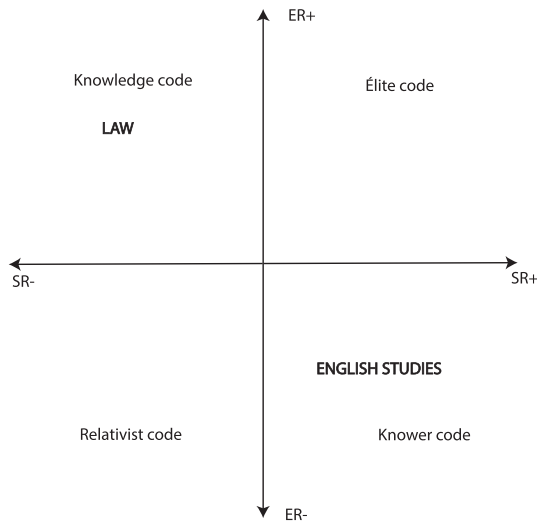 ER+
Knowledge code
Élite code
LAW
SR-
SR+
ENGLISH STUDIES
Relativist code
Knower code
ER-